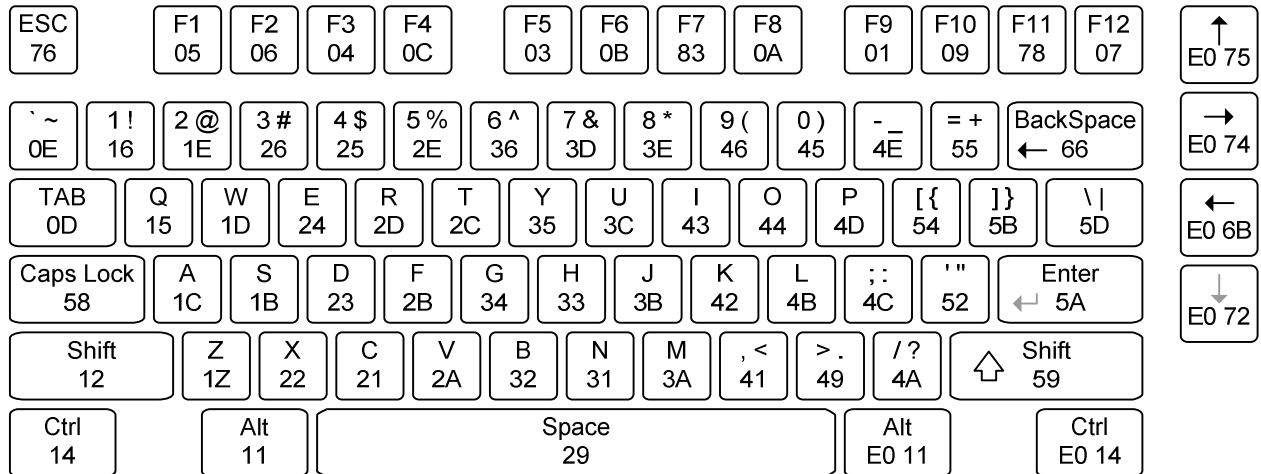 ESC F1 F2 F3 F4 F5 F6 F7 F8 F9 F10 F11 F12 ↑
76 05 06 04 0C 03 0B 83 0A 01 09 78 07 E0 75
` ~ 1 ! 2 @ 3 # 4 $ 5 % 6 ^ 7 & 8 * 9 ( 0 ) - _ = + BackSpace →
0E 16 1E 26 25 2E 36 3D 3E 46 45 4E 55 ← 66 E0 74
TAB Q W E R T Y U I O P [ { ] } \ | ←
0D 15 1D 24 2D 2C 35 3C 43 44 4D 54 5B 5D E0 6B
Caps Lock A S D F G H J K L ; : ' " Enter ↓
58 1C 1B 23 2B 34 33 3B 42 4B 4C 52 ↵ 5A E0 72
Shift Z X C V B N M , < > . / ? ⇧ Shift
12 1Z 22 21 2A 32 31 3A 41 49 4A 59
Ctrl Alt Space Alt Ctrl
14 11 29 E0 11 E0 14